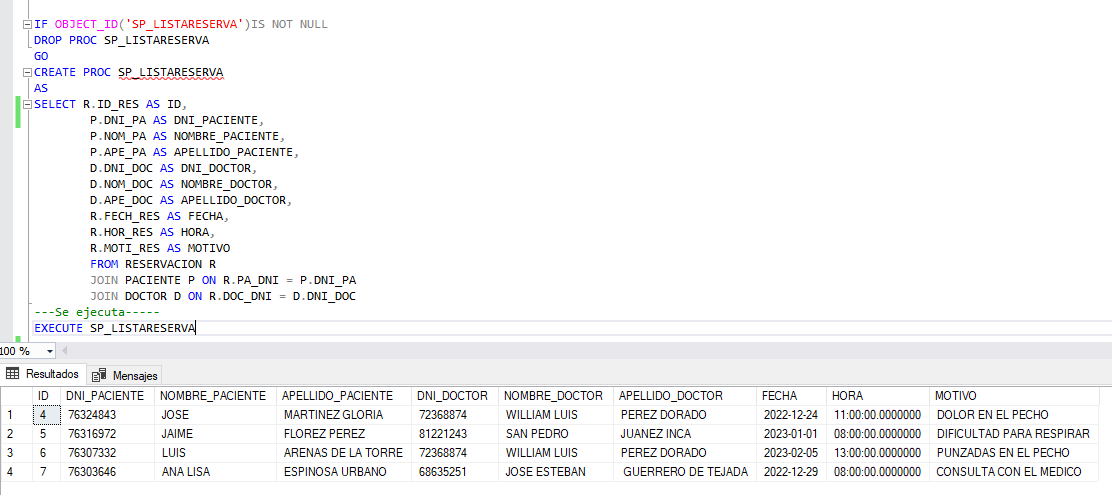 IF OBJECT_ID('SP_LISTARESERVA')IS NOT NULL
DROP PROC SP_LISTARESERVA
GO
CREATE PROC SP_LISTARESERVA
AS
SELECT R.ID_RES AS ID,
P.DNI_PA AS DNI_PACIENTE,
P.NOM_PA AS NOMBRE_PACIENTE,
P.APE_PA AS APELLIDO_PACIENTE,
D.DNI_DOC AS DNI_DOCTOR,
D.NOM_DOC AS NOMBRE_DOCTOR,
D.APE_DOC AS APELLIDO_DOCTOR,
R.FECH_RES AS FECHA,
R.HOR_RES AS HORA,
R.MOTI_RES AS MOTIVO
FROM RESERVACION R
JOIN PACIENTE P ON R.PA_DNI = P.DNI_PA
JOIN DOCTOR D ON R.DOC_DNI = D.DNI_DOC
---Se ejecuta-----
EXECUTE SP_LISTARESERVA
100 %
Resultados Mensajes
ID DNI_PACIENTE NOMBRE_PACIENTE APELLIDO_PACIENTE DNI_DOCTOR NOMBRE_DOCTOR APELLIDO_DOCTOR FECHA HORA MOTIVO
1 4 76324843 JOSE MARTINEZ GLORIA 72368874 WILLIAM LUIS PEREZ DORADO 2022-12-24 11:00:00.0000000 DOLOR EN EL PECHO
2 5 76316972 JAIME FLOREZ PEREZ 81221243 SAN PEDRO JUANEZ INCA 2023-01-01 08:00:00.0000000 DIFICULTAD PARA RESPIRAR
3 6 76307332 LUIS ARENAS DE LA TORRE 72368874 WILLIAM LUIS PEREZ DORADO 2023-02-05 13:00:00.0000000 PUNZADAS EN EL PECHO
4 7 76303646 ANA LISA ESPINOSA URBANO 68635251 JOSE ESTEBAN GUERRERO DE TEJADA 2022-12-29 08:00:00.0000000 CONSULTA CON EL MEDICO